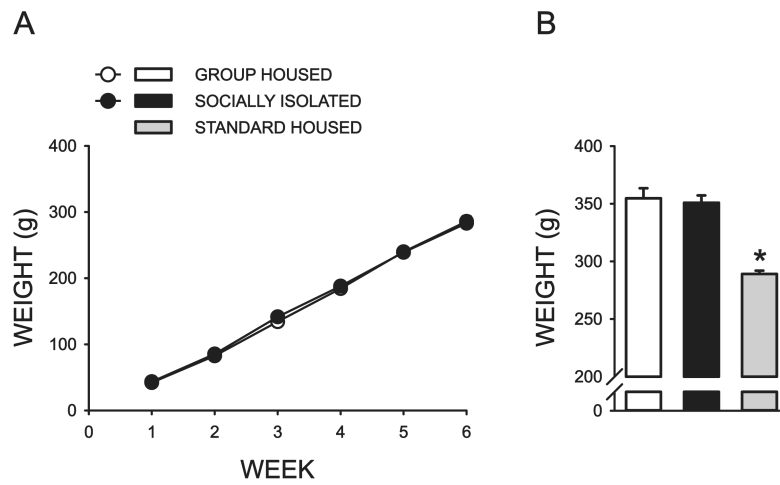 A
B
GROUP HOUSED
SOCIALLY ISOLATED
STANDARD HOUSED
WEIGHT (g)
400
300
200
100
0
0 1 2 3 4 5 6
WEEK
WEIGHT (g)
400
350
300
250
200
0
*